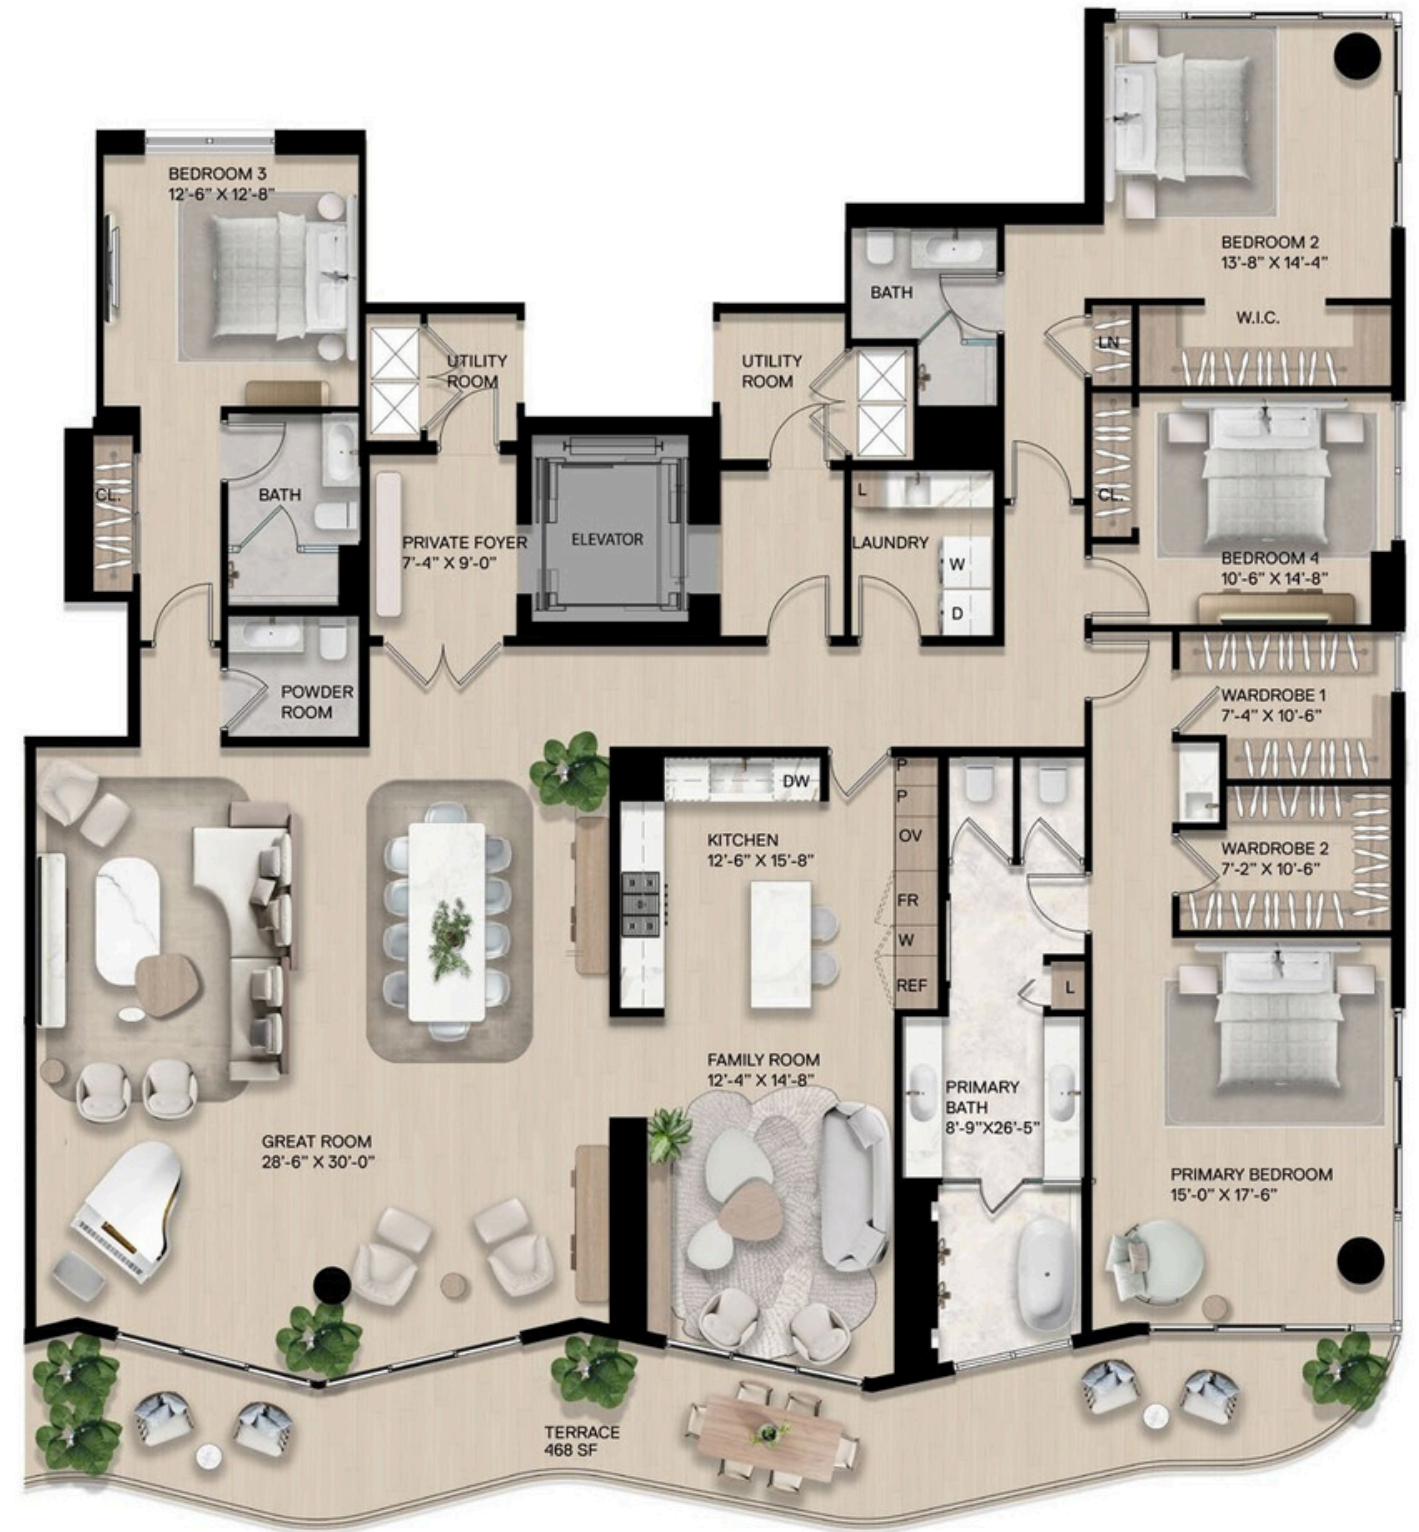 BEDROOM 3
12'-6" X 12'-8"
BEDROOM 2
13'-8" X 14'-4"
BATH
W.I.C.
LN
UTILITY
ROOM
UTILITY
ROOM
CL.
BATH
PRIVATE FOYER
7'-4" X 9'-0"
ELEVATOR
L
LAUNDRY
W
D
CL.
BEDROOM 4
10'-6" X 14'-8"
POWDER
ROOM
WARDROBE 1
7'-4" X 10'-6"
DW
P
P
OV
FR
W
REF
KITCHEN
12'-6" X 15'-8"
WARDROBE 2
7'-2" X 10'-6"
L
FAMILY ROOM
12'-4" X 14'-8"
PRIMARY
BATH
8'-9"X26'-5"
GREAT ROOM
28'-6" X 30'-0"
PRIMARY BEDROOM
15'-0" X 17'-6"
TERRACE
468 SF